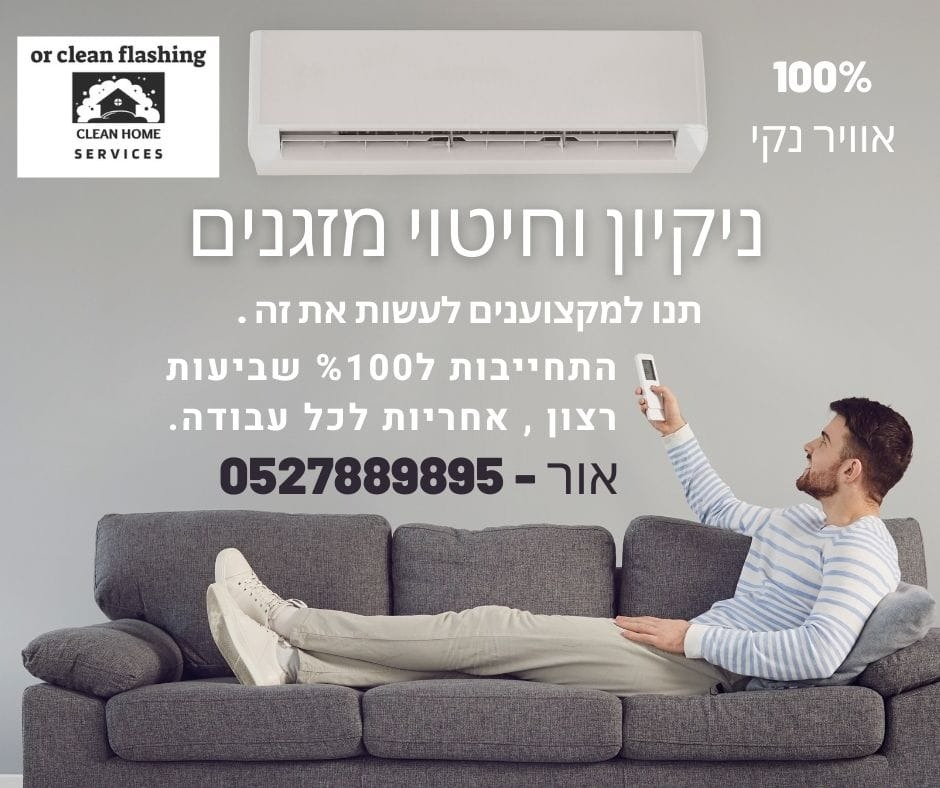 or clean flashing
CLEAN HOME
SERVICES
100%
אוויר נקי
ניקיון וחיטוי מזגנים
תנו למקצוענים לעשות את זה .
התחייבות ל100% שביעות
רצון , אחריות לכל עבודה.
אור - 0527889895